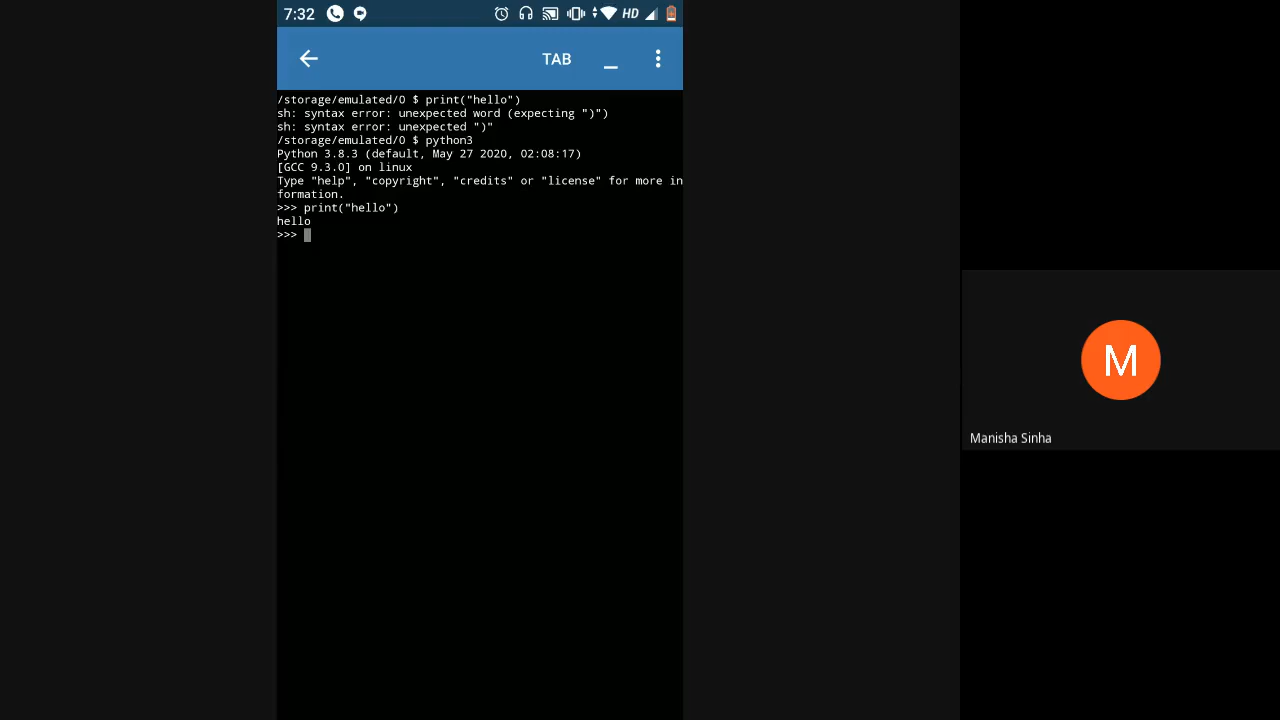 7:32 HD
TAB
/storage/emulated/0 $ print("hello")
sh: syntax error: unexpected word (expecting ")")
sh: syntax error: unexpected ")"
/storage/emulated/0 $ python3
Python 3.8.3 (default, May 27 2020, 02:08:17)
[GCC 9.3.0] on linux
Type "help", "copyright", "credits" or "license" for more in
formation.
>>> print("hello")
hello
>>>
M
Manisha Sinha